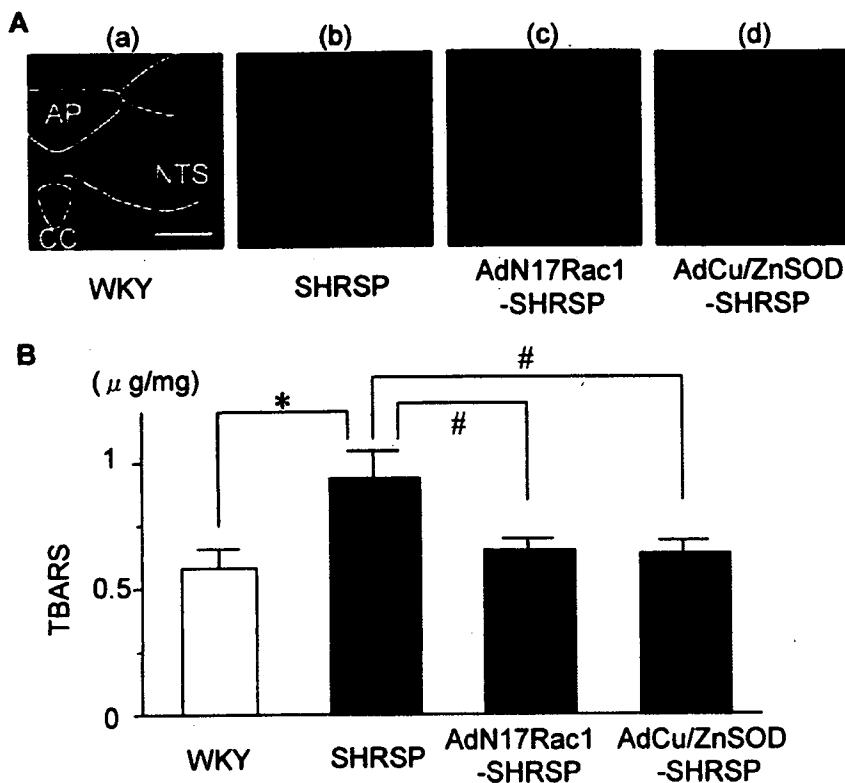 A
(a) (b) (c) (d)
AP
NTS
CC
WKY SHRSP AdN17Rac1 AdCu/ZnSOD
-SHRSP -SHRSP
B
(μg/mg)
#
*
#
1
TBARS
0.5
0
WKY SHRSP AdN17Rac1 AdCu/ZnSOD
-SHRSP -SHRSP